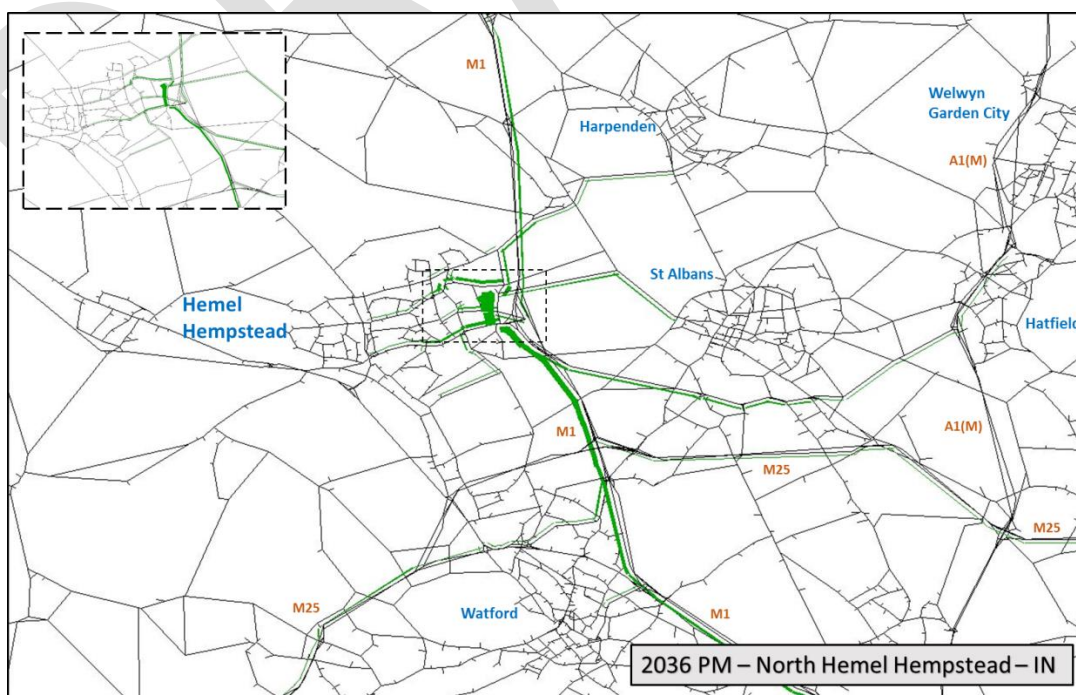 M1
Harpenden
Welwyn
Garden City
A1(M)
St Albans
Hemel
Hempstead
Hatfield
M1
A1(M)
M25
M25
M25
Watford
M1
2036 PM – North Hemel Hempstead – IN